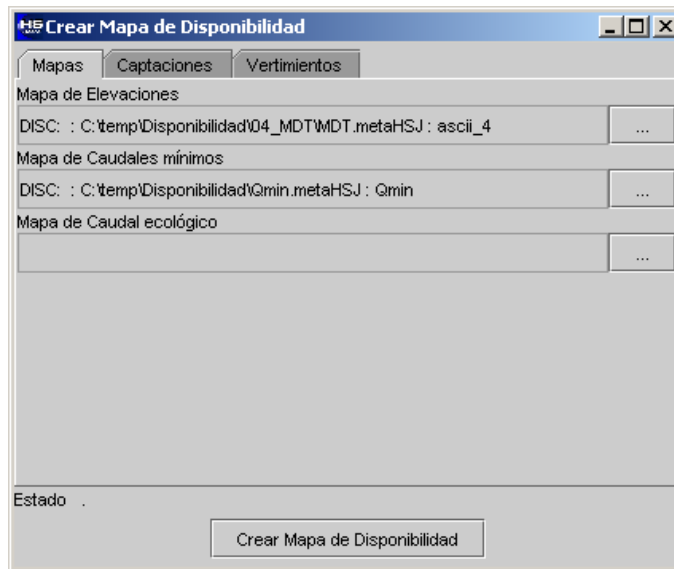 HS Crear Mapa de Disponibilidad
Mapas Captaciones Vertimientos
Mapa de Elevaciones
DISC: : C:\temp\Disponibilidad\04_MDT\MDT.metaHSJ : ascii_4 ...
Mapa de Caudales mínimos
DISC: : C:\temp\Disponibilidad\Qmin.metaHSJ : Qmin ...
Mapa de Caudal ecológico
...
Estado .
Crear Mapa de Disponibilidad